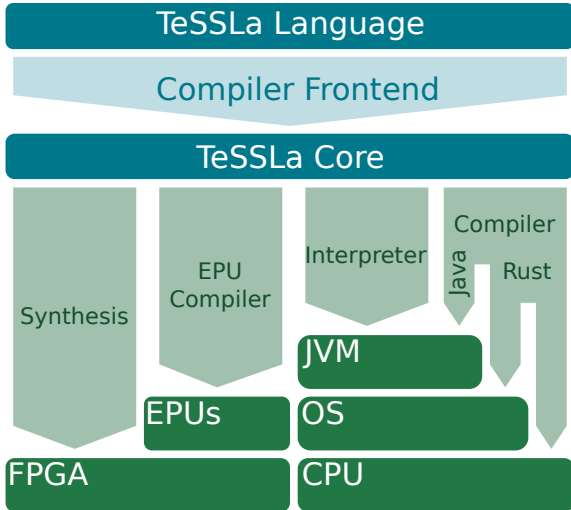 TeSSLa Language
Compiler Frontend
TeSSLa Core
Synthesis
EPU
Compiler
Interpreter
Compiler
Java
Rust
JVM
EPUs
OS
FPGA
CPU